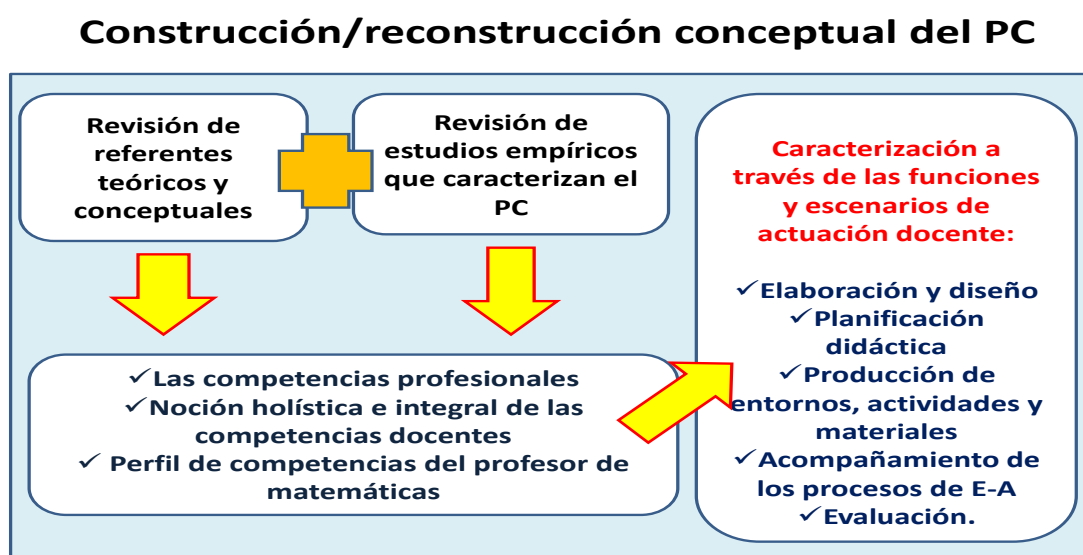 Construcción/reconstrucción conceptual del PC
Revisión de
referentes
teóricos y
conceptuales
Revisión de
estudios empíricos
que caracterizan el
PC
✓Las competencias profesionales
✓Noción holística e integral de las
competencias docentes
✓ Perfil de competencias del profesor de
matemáticas
Caracterización a
través de las funciones
y escenarios de
actuación docente:
✓Elaboración y diseño
✓Planificación
didáctica
✓Producción de
entornos, actividades y
materiales
✓Acompañamiento de
los procesos de E-A
✓Evaluación.